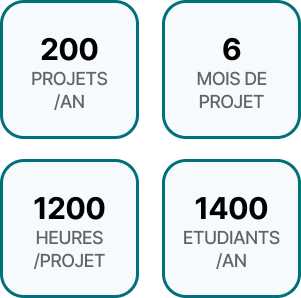 200
PROJETS
/AN
6
MOIS DE
PROJET
1200
HEURES
/PROJET
1400
ETUDIANTS
/AN